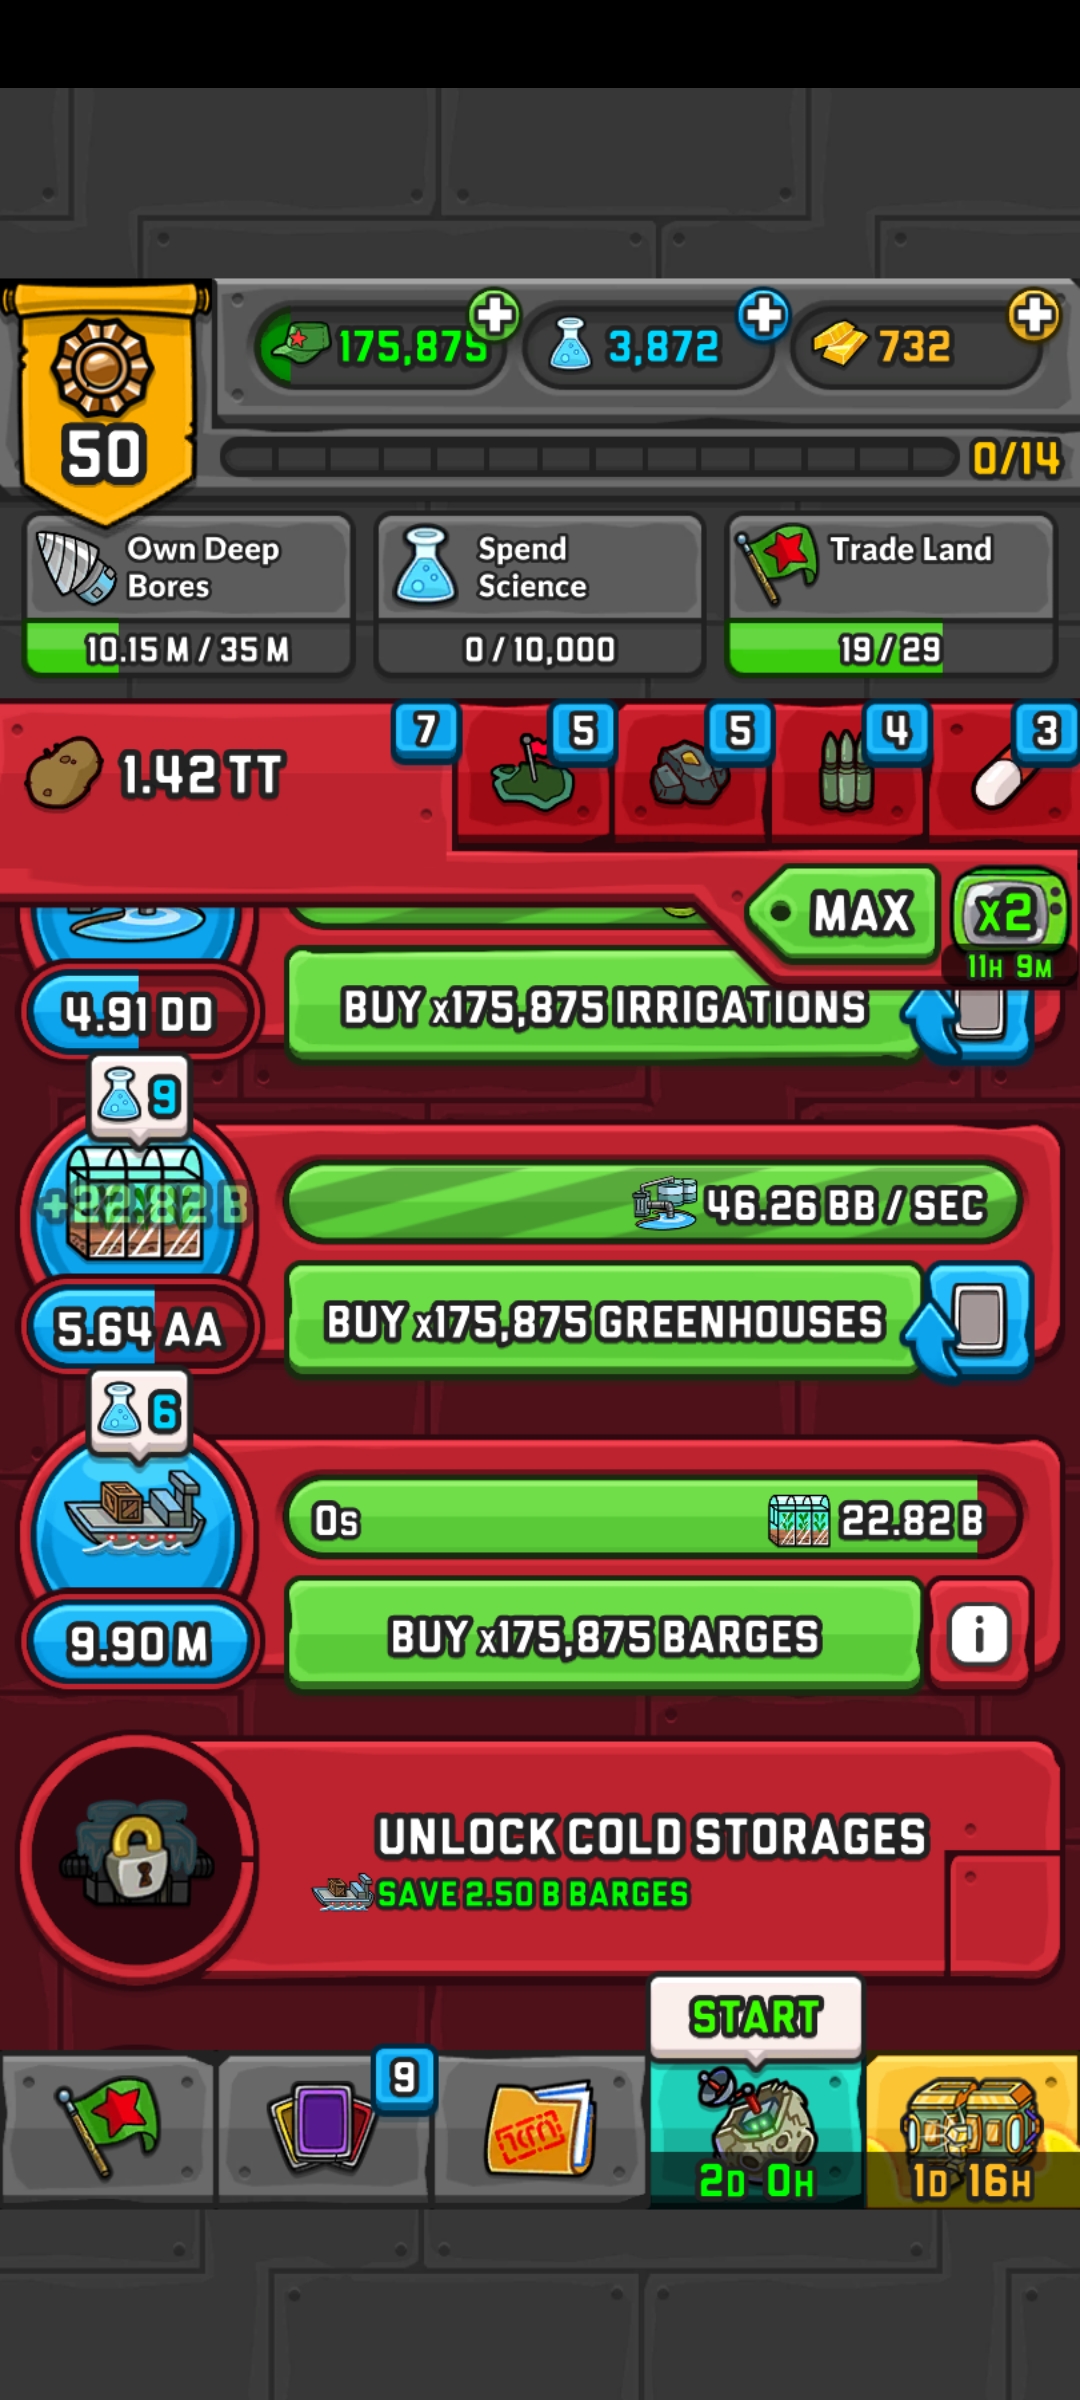 50
175,875
3,872
732
0/14
Own Deep
Bores
10.15 M / 35 M
Spend
Science
0 / 10,000
Trade Land
19 / 29
1.42 TT
7
5
5
4
3
MAX
x2
11H 9M
4.91 DD
BUY x175,875 IRRIGATIONS
9
+22.82 B
46.26 BB / SEC
5.64 AA
BUY x175,875 GREENHOUSES
6
0s
22.82 B
9.90 M
BUY x175,875 BARGES
i
UNLOCK COLD STORAGES
SAVE 2.50 B BARGES
START
9
2D 0H
1D 16H